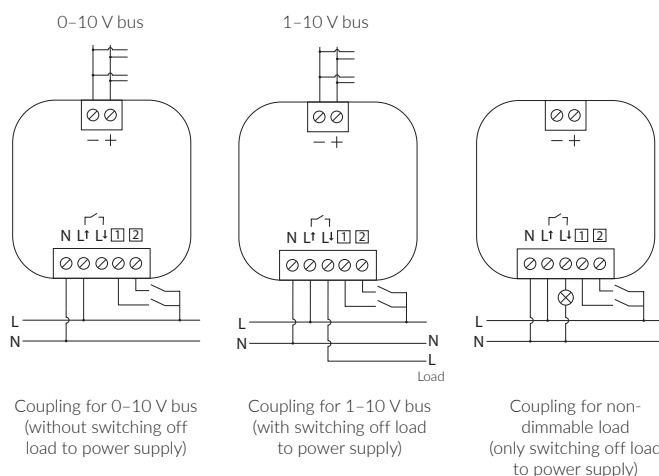 0–10 V bus
1–10 V bus
– +
– +
– +
N L↑ L↓ 1 2
N L↑ L↓ 1 2
N L↑ L↓ 1 2
L
N
L
N
N
L
Load
L
N
Coupling for 0–10 V bus
(without switching off
load to power supply)
Coupling for 1–10 V bus
(with switching off load
to power supply)
Coupling for non-
dimmable load
(only switching off load
to power supply)